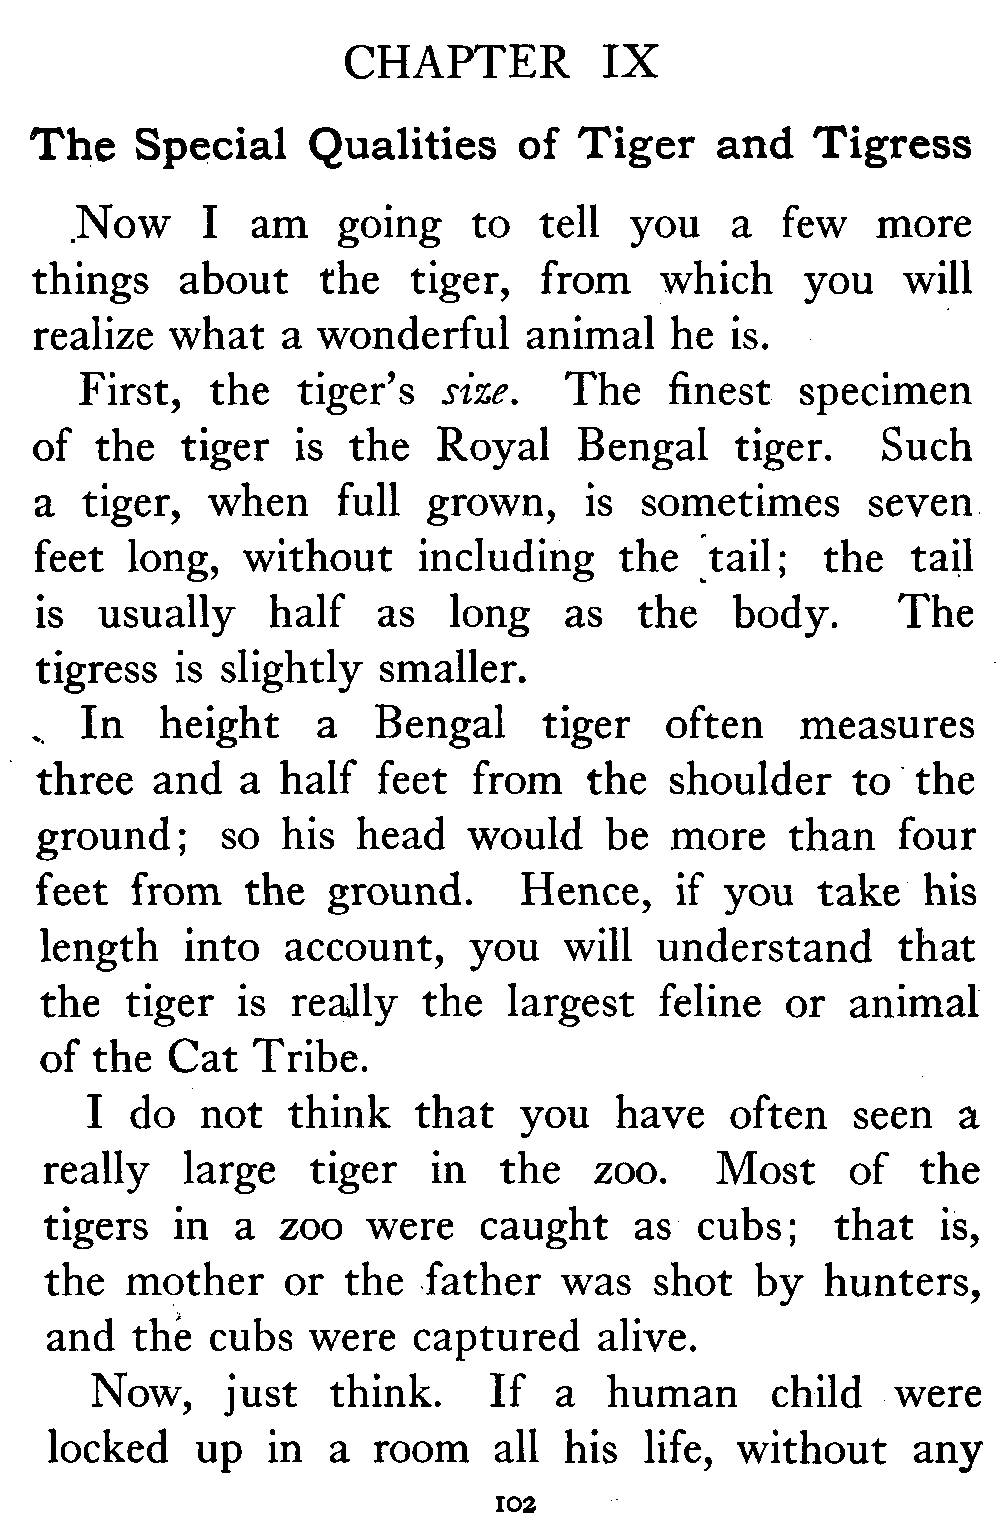 CHAPTER IX
The Special Qualities of Tiger and Tigress
Now I am going to tell you a few more
things about the tiger, from which you will
realize what a wonderful animal he is.
First, the tiger's size. The finest specimen
of the tiger is the Royal Bengal tiger. Such
a tiger, when full grown, is sometimes seven
feet long, without including the tail; the tail
is usually half as long as the body. The
tigress is slightly smaller.
In height a Bengal tiger often measures
three and a half feet from the shoulder to the
ground; so his head would be more than four
feet from the ground. Hence, if you take his
length into account, you will understand that
the tiger is really the largest feline or animal
of the Cat Tribe.
I do not think that you have often seen a
really large tiger in the zoo. Most of the
tigers in a zoo were caught as cubs; that is,
the mother or the father was shot by hunters,
and the cubs were captured alive.
Now, just think. If a human child were
locked up in a room all his life, without any
102